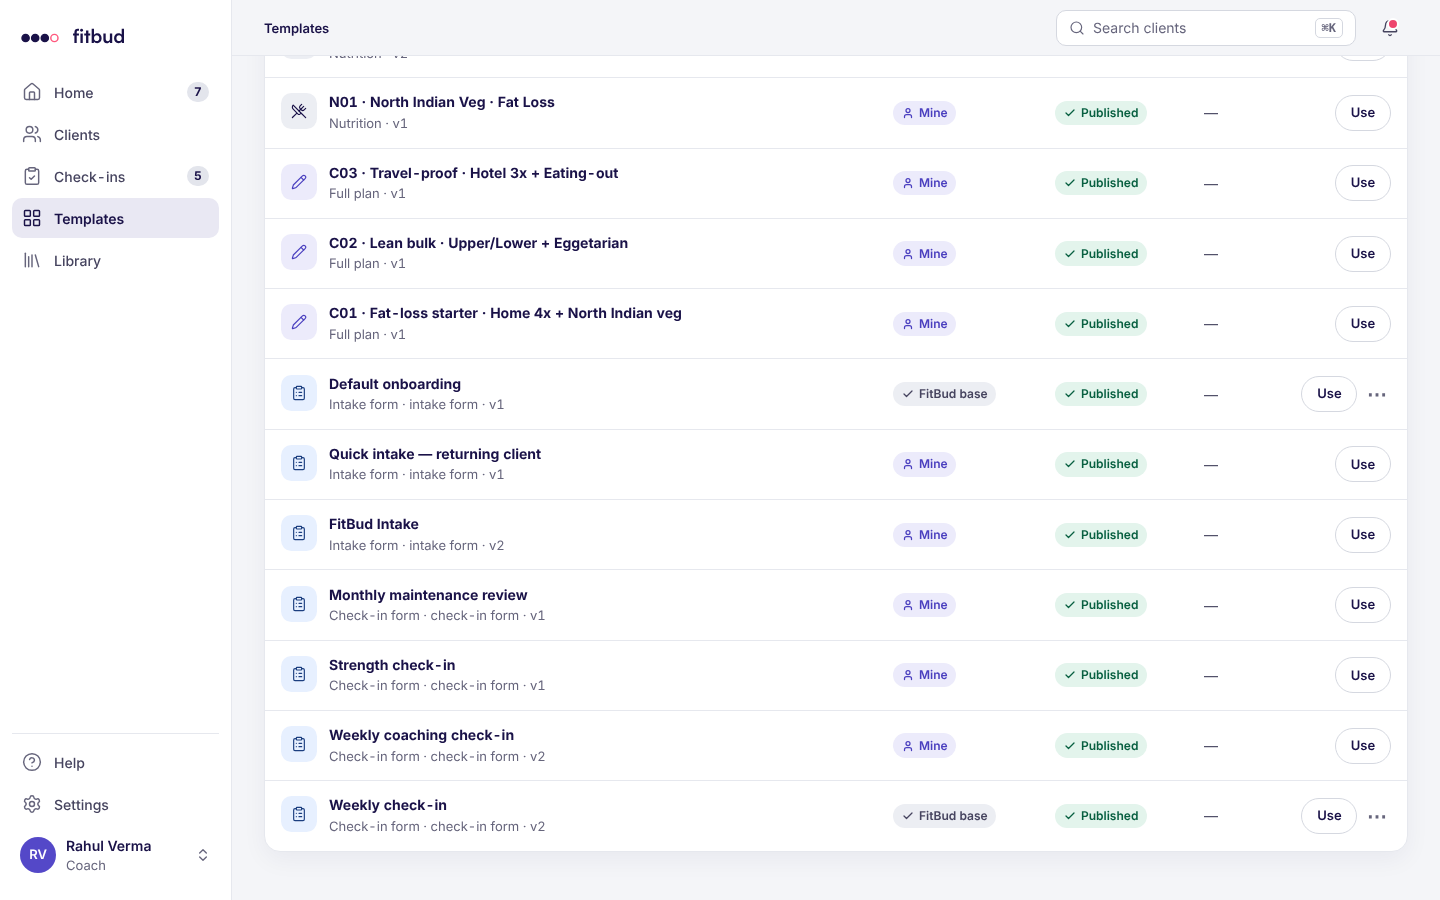 fitbud
Templates
Search clients
⌘K
Home
7
Clients
Check-ins
5
Templates
Library
Help
Settings
RV
Rahul Verma
Coach
Nutrition · v2
N01 · North Indian Veg · Fat Loss
Nutrition · v1
Mine
Published
—
Use
C03 · Travel-proof · Hotel 3x + Eating-out
Full plan · v1
Mine
Published
—
Use
C02 · Lean bulk · Upper/Lower + Eggetarian
Full plan · v1
Mine
Published
—
Use
C01 · Fat-loss starter · Home 4x + North Indian veg
Full plan · v1
Mine
Published
—
Use
Default onboarding
Intake form · intake form · v1
FitBud base
Published
—
Use
Quick intake — returning client
Intake form · intake form · v1
Mine
Published
—
Use
FitBud Intake
Intake form · intake form · v2
Mine
Published
—
Use
Monthly maintenance review
Check-in form · check-in form · v1
Mine
Published
—
Use
Strength check-in
Check-in form · check-in form · v1
Mine
Published
—
Use
Weekly coaching check-in
Check-in form · check-in form · v2
Mine
Published
—
Use
Weekly check-in
Check-in form · check-in form · v2
FitBud base
Published
—
Use